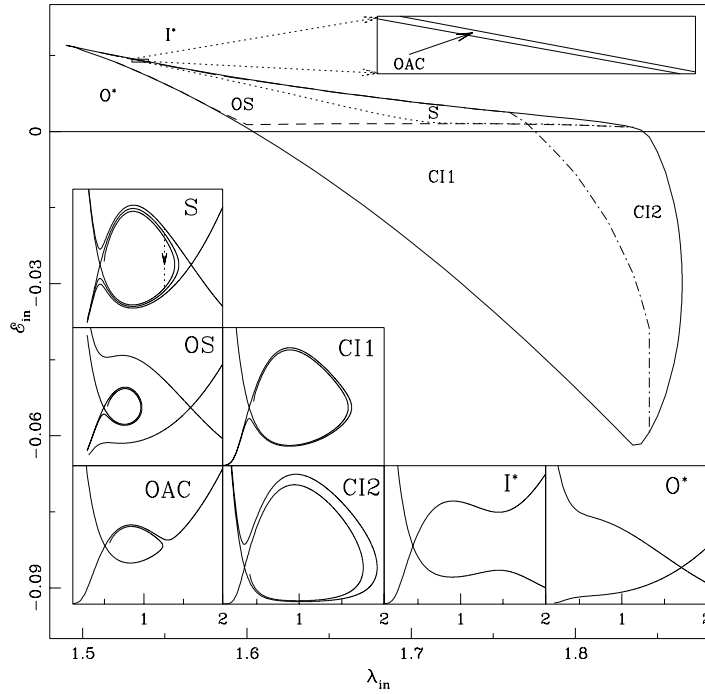 I*
OAC
O*
OS
S
0
CI1
CI2
S
−0.03
ℰin
OS
CI1
−0.06
OAC
CI2
I*
O*
−0.09
1 2 1 2 1 2 1 2
1.5 1.6 1.7 1.8
λin